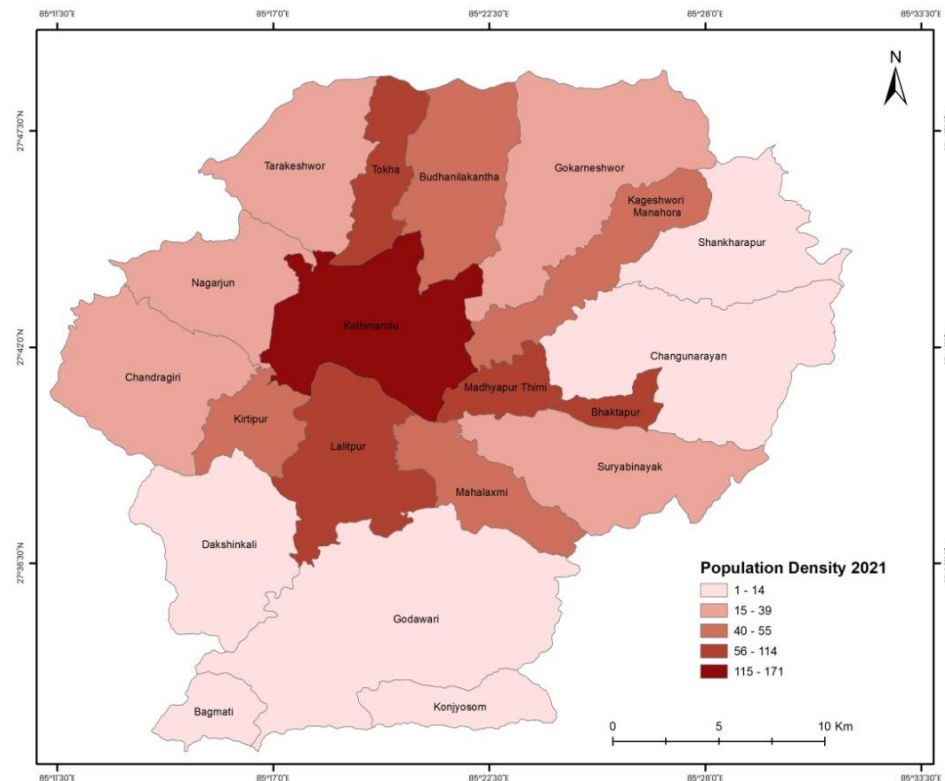 85°11'30"E 85°17'0"E 85°22'30"E 85°28'0"E 85°33'30"E
N
27°47'30"N
Tarakeshwor
Tokha
Budhanilakantha
Gokarneshwor
Kageshwori
Manahora
Shankharapur
Nagarjun
Kathmandu
27°42'0"N
Changunarayan
Chandragiri
Madhyapur Thimi
Bhaktapur
Kirtipur
Lalitpur
Suryabinayak
Mahalaxmi
Dakshinkali
27°36'30"N
Godawari
Bagmati
Konjyosom
Population Density 2021
1 - 14
15 - 39
40 - 55
56 - 114
115 - 171
0 5 10 Km
85°11'30"E 85°17'0"E 85°22'30"E 85°28'0"E 85°33'30"E